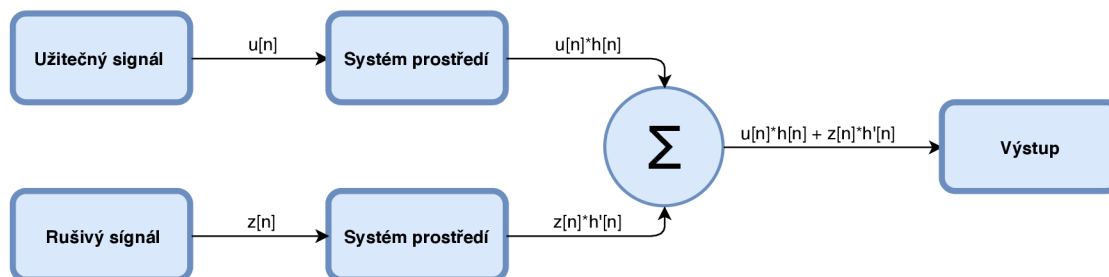 Užitečný signál
u[n]
Systém prostředí
u[n]*h[n]
Σ
u[n]*h[n] + z[n]*h'[n]
Výstup
Rušivý sígnál
z[n]
Systém prostředí
z[n]*h'[n]